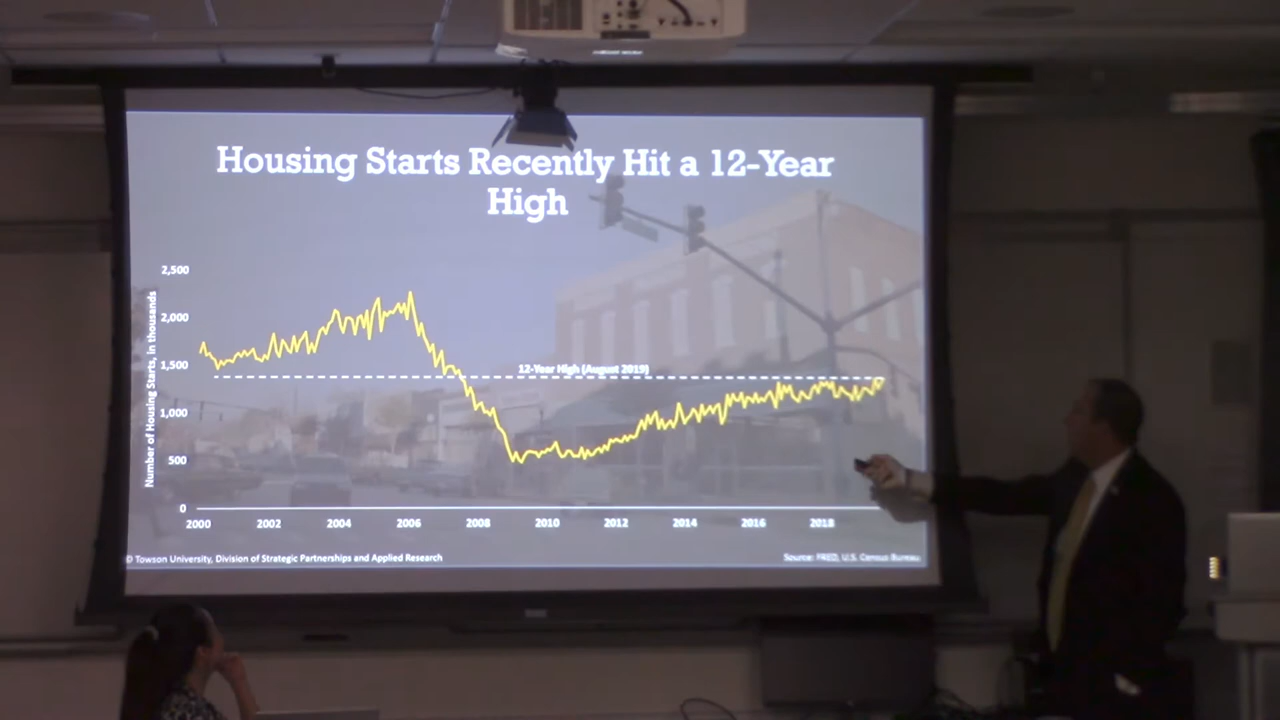 Housing Starts Recently Hit a 12-Year
High
Number of Housing Starts, in thousands
2,500
2,000
1,500
1,000
500
0
12-Year High (August 2019)
2000 2002 2004 2006 2008 2010 2012 2014 2016 2018
© Towson University, Division of Strategic Partnerships and Applied Research
Source: FRED, U.S. Census Bureau